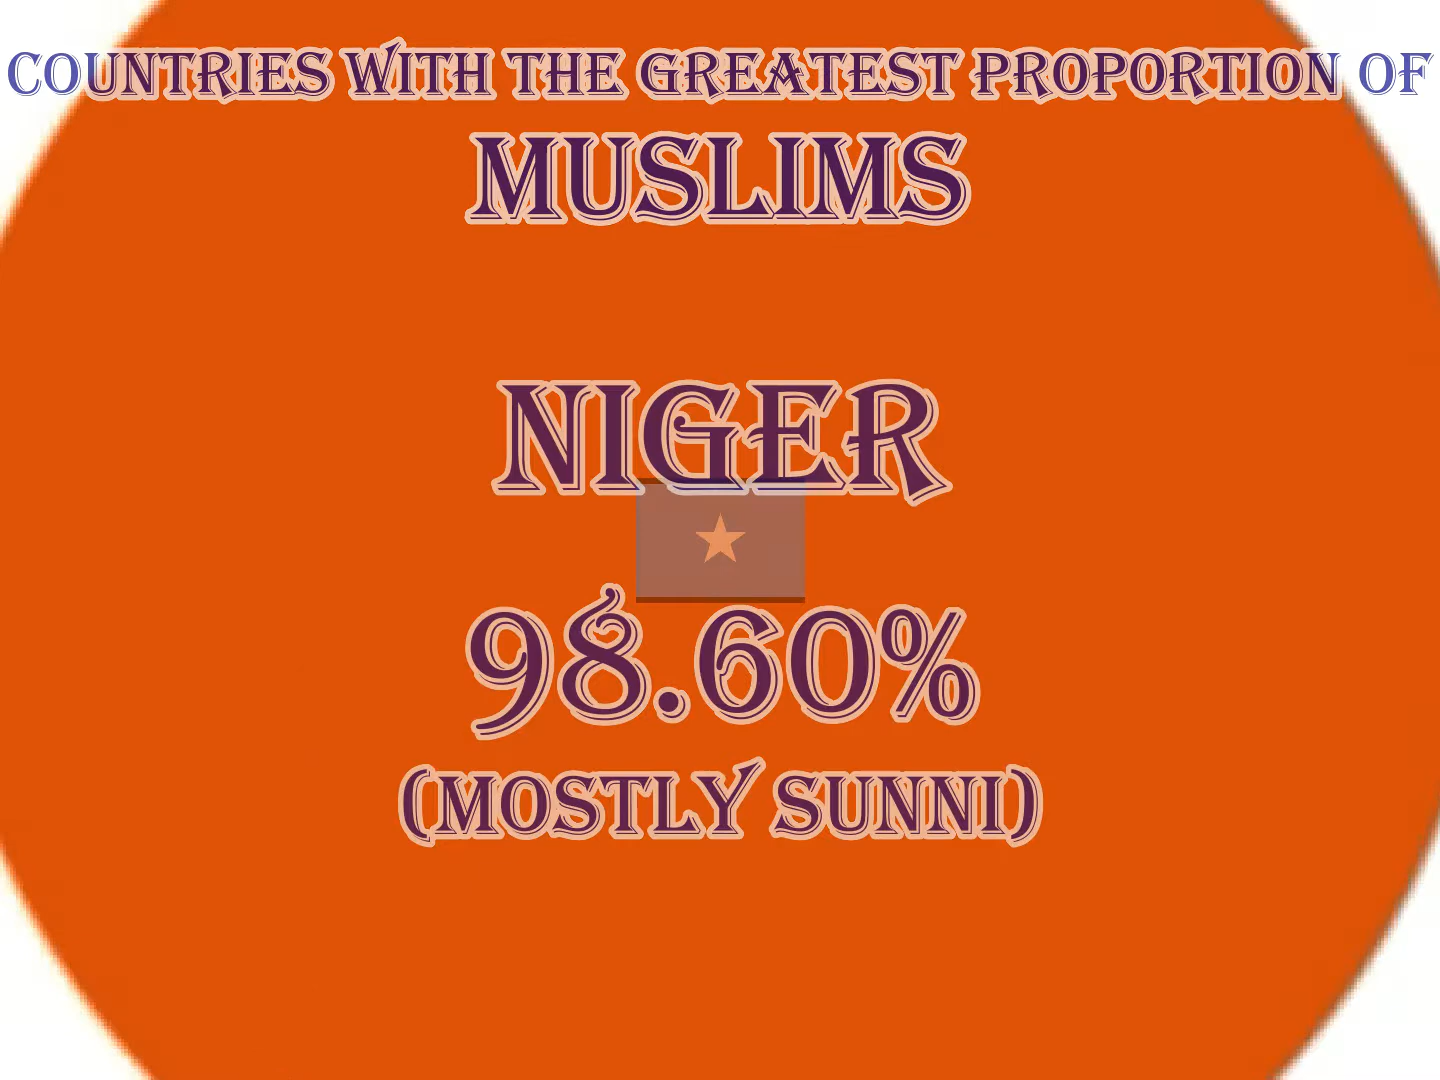 COUNTRIES WITH THE GREATEST PROPORTION OF
MUSLIMS
NIGER
98.60%
(MOSTLY SUNNI)